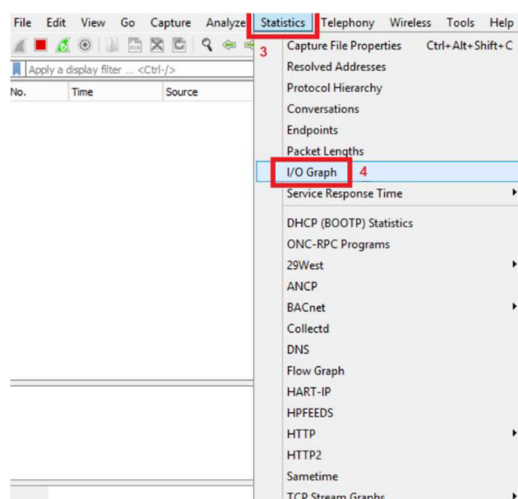 File Edit View Go Capture Analyze Statistics Telephony Wireless Tools Help
3
Apply a display filter ... <Ctrl-/>
No. Time Source
Capture File Properties Ctrl+Alt+Shift+C
Resolved Addresses
Protocol Hierarchy
Conversations
Endpoints
Packet Lengths
I/O Graph 4
Service Response Time
DHCP (BOOTP) Statistics
ONC-RPC Programs
29West
ANCP
BACnet
Collectd
DNS
Flow Graph
HART-IP
HPFEEDS
HTTP
HTTP2
Sametime
TCP Stream Graphs